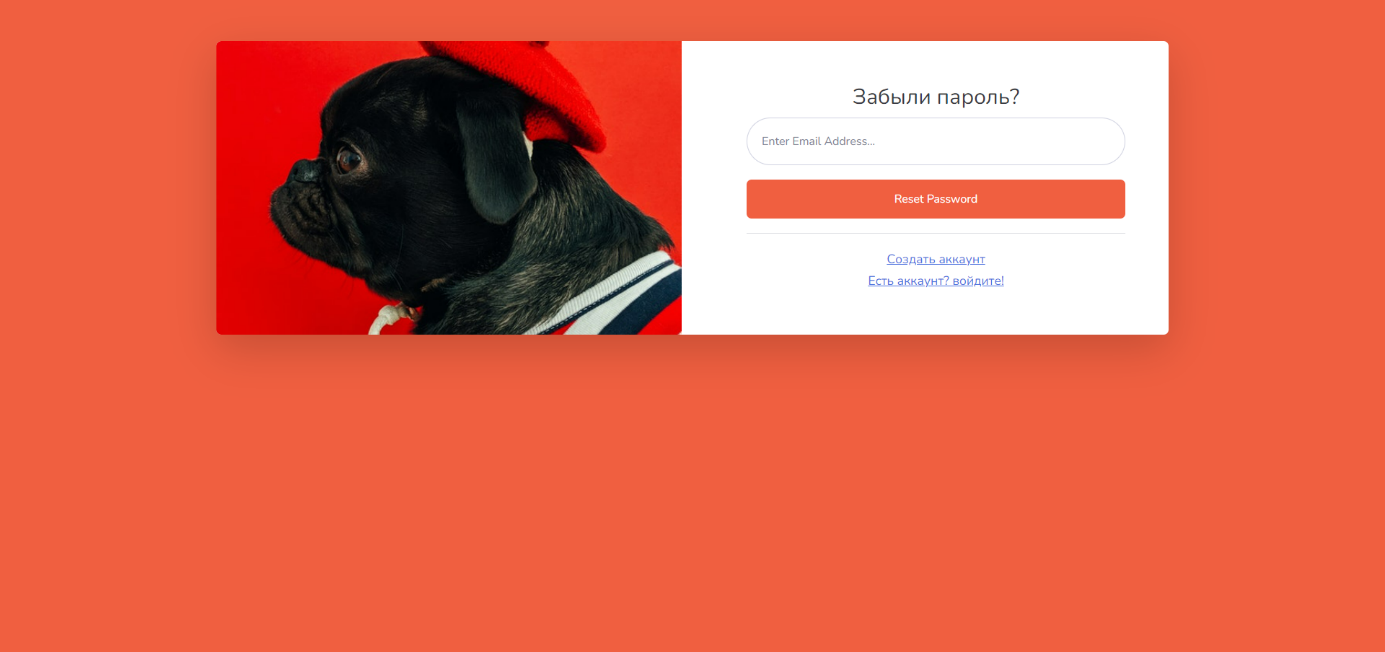 Забыли пароль?
Enter Email Address...
Reset Password
Создать аккаунт
Есть аккаунт? войдите!